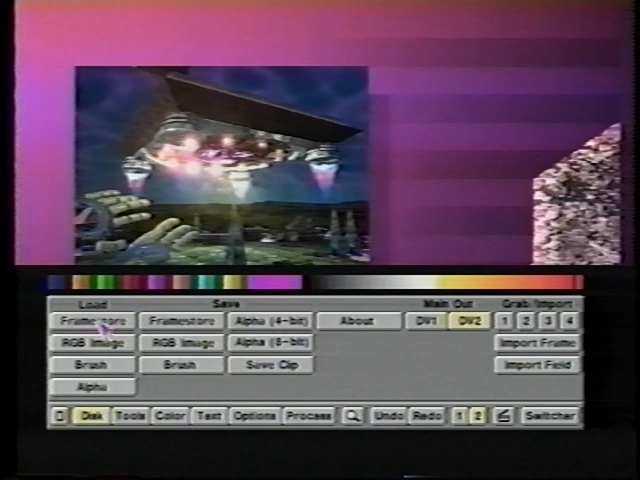 Load Save Main Out Grab/Import
Framestore Framestore Alpha (4-bit) About DV1 DV2 1 2 3 4
RGB Image RGB Image Alpha (8-bit) Import Frame
Brush Brush Save Clip Import Field
Alpha
Disk Tools Color Text Options Process Undo Redo 1 2 Switcher